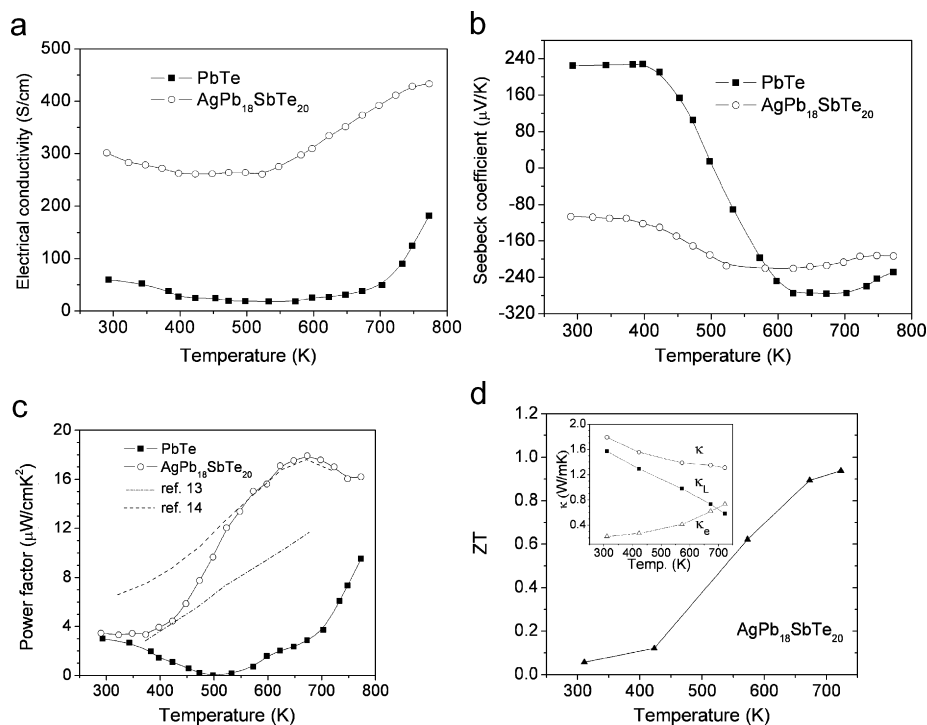 a
500
400
300
200
100
0
300 400 500 600 700 800
Electrical conductivity (S/cm)
Temperature (K)
PbTe
AgPb₁₈SbTe₂₀
b
240
160
80
0
-80
-160
-240
-320
300 400 500 600 700 800
Seebeck coefficient (μV/K)
Temperature (K)
PbTe
AgPb₁₈SbTe₂₀
c
20
16
12
8
4
0
300 400 500 600 700 800
Power factor (μW/cmK²)
Temperature (K)
PbTe
AgPb₁₈SbTe₂₀
ref. 13
ref. 14
d
1.2
1.0
0.8
0.6
0.4
0.2
0.0
300 400 500 600 700
ZT
Temperature (K)
AgPb₁₈SbTe₂₀
2.0
1.6
1.2
0.8
0.4
300 400 500 600 700
κ (W/mK)
Temp. (K)
κ
κL
κe